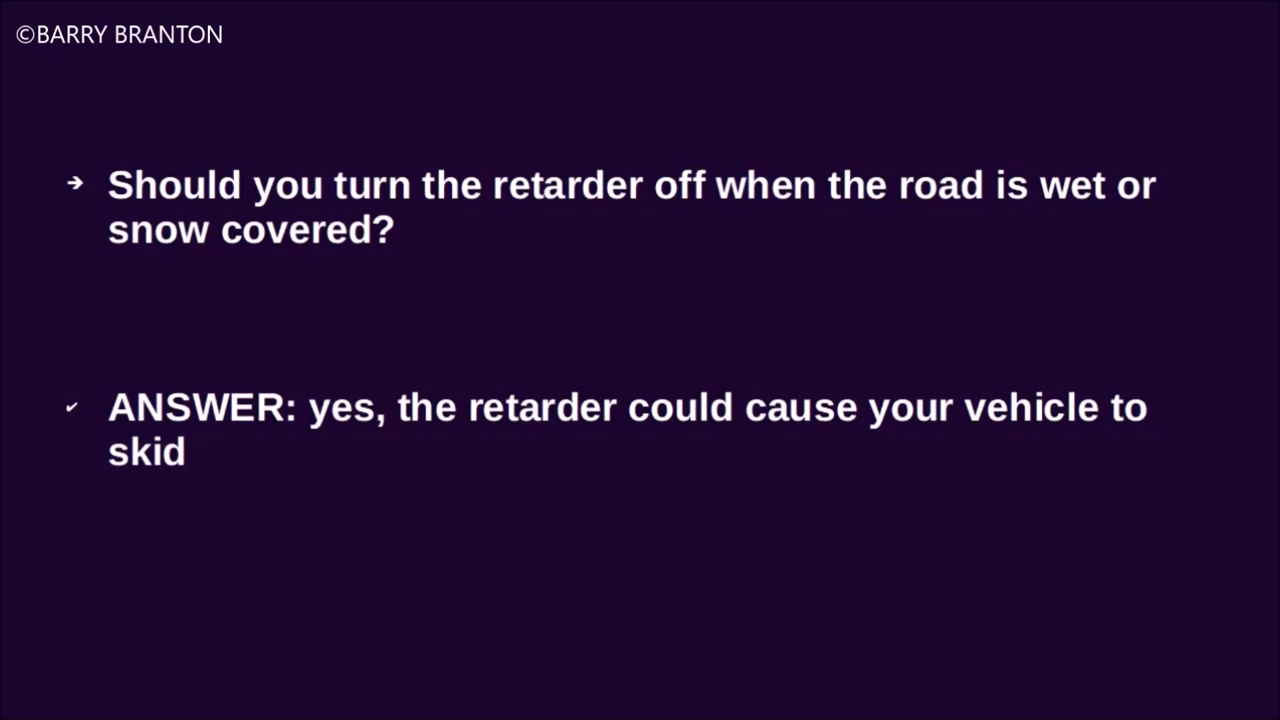 ©BARRY BRANTON
➔ Should you turn the retarder off when the road is wet or
snow covered?
✔ ANSWER: yes, the retarder could cause your vehicle to
skid